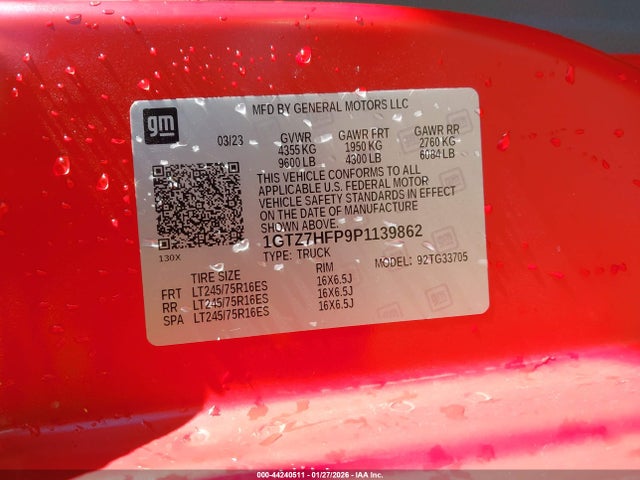 gm
MFD BY GENERAL MOTORS LLC
03/23 GVWR GAWR FRT GAWR RR
4355 KG 1950 KG 2760 KG
9600 LB 4300 LB 6084 LB
THIS VEHICLE CONFORMS TO ALL
APPLICABLE U.S. FEDERAL MOTOR
VEHICLE SAFETY STANDARDS IN EFFECT
ON THE DATE OF MANUFACTURE
SHOWN ABOVE.
1GTZ7HFP9P1139862
130X TYPE: TRUCK MODEL: 92TG33705
TIRE SIZE RIM
FRT LT245/75R16ES 16X6.5J
RR LT245/75R16ES 16X6.5J
SPA LT245/75R16ES 16X6.5J
000-44240511 - 01/27/2026 - IAA Inc.